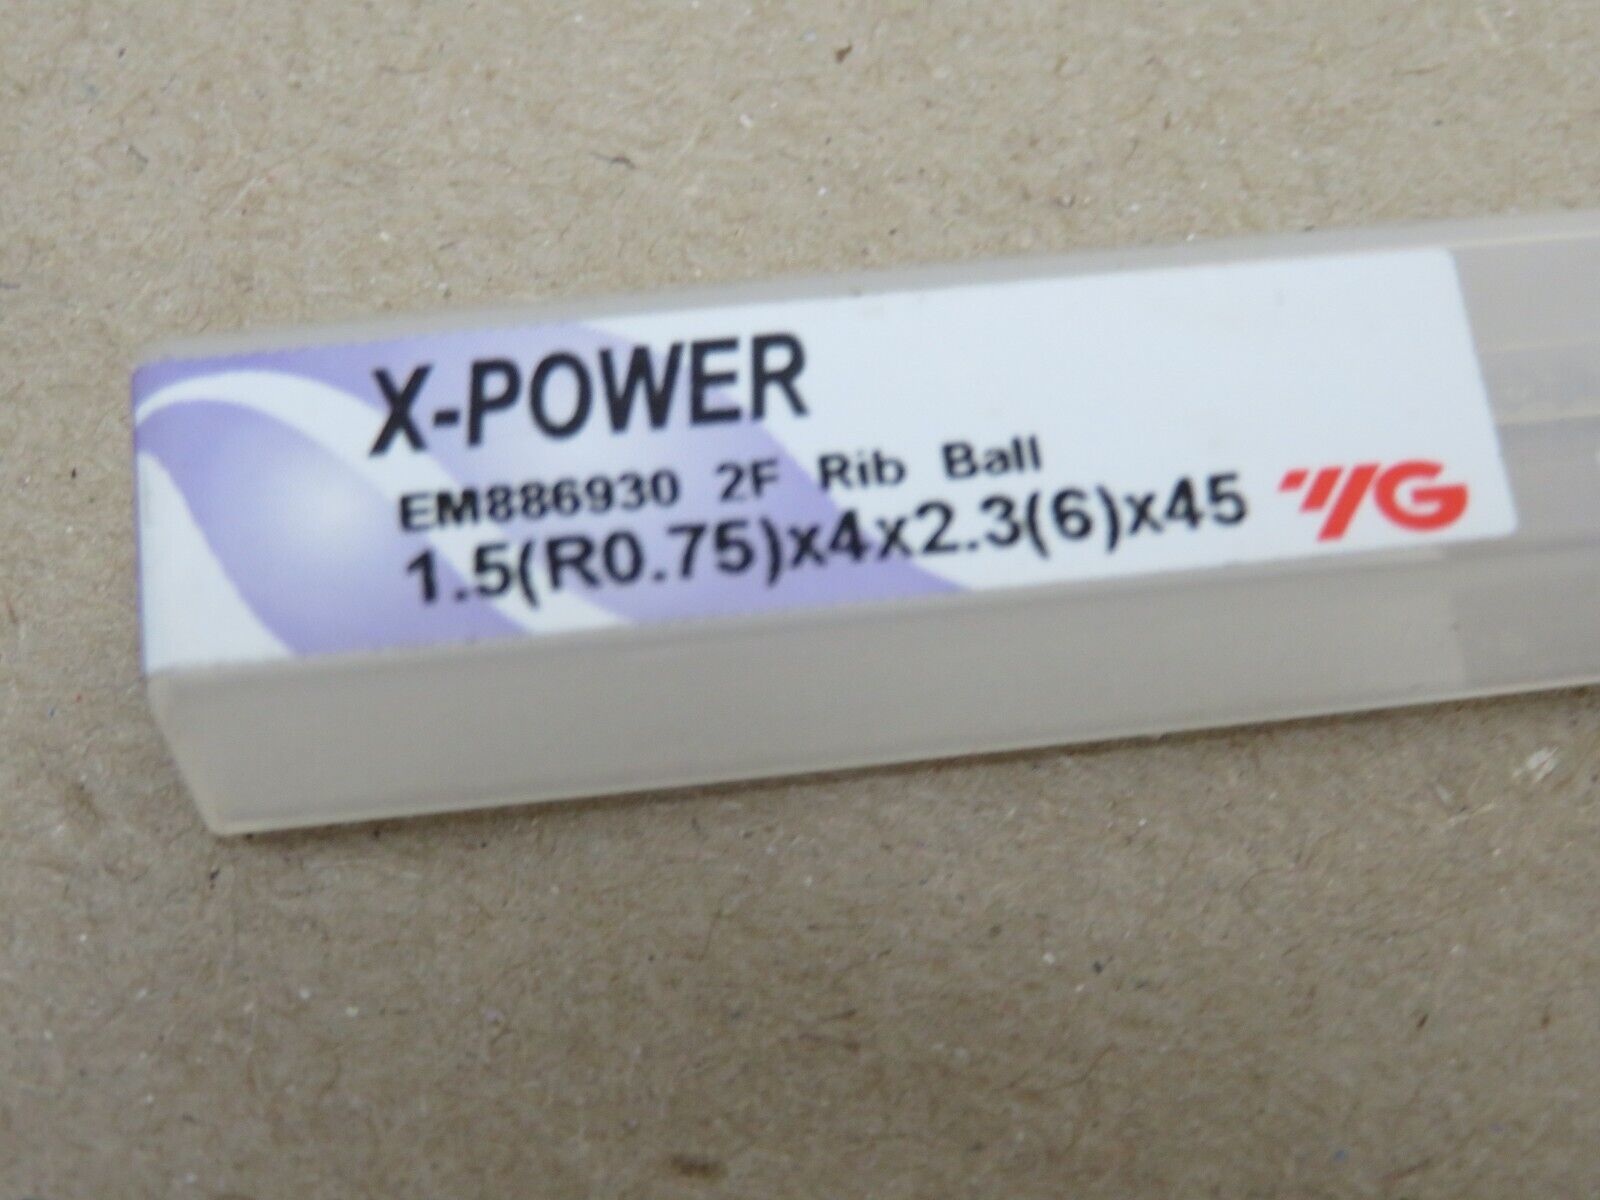 X-POWER
EM886930 2F Rib Ball
1.5(R0.75)x4x2.3(6)x45
YG